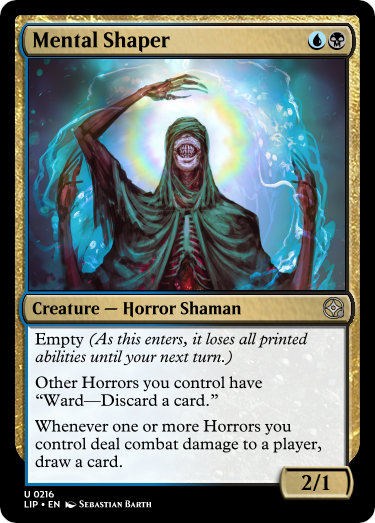 Mental Shaper
Creature — Horror Shaman
Empty (As this enters, it loses all printed
abilities until your next turn.)
Other Horrors you control have
“Ward—Discard a card.”
Whenever one or more Horrors you
control deal combat damage to a player,
draw a card.
2/1
U 0216
LIP • EN Sebastian Barth